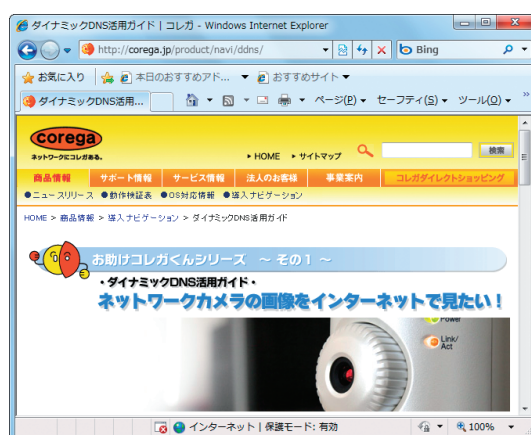 ダイナミックDNS活用ガイド | コレガ - Windows Internet Explorer
http://corega.jp/product/navi/ddns/
Bing
お気に入り 本日のおすすめアド... おすすめサイト
ダイナミックDNS活用... ページ(P) セーフティ(S) ツール(O) »
corega
ネットワークにコレがある。
HOME サイトマップ 検索
商品情報 サポート情報 サービス情報 法人のお客様 事業案内 コレガダイレクトショッピング
●ニュースリリース ●動作検証表 ●OS対応情報 ●導入ナビゲーション
HOME > 商品情報 > 導入ナビゲーション > ダイナミックDNS活用ガイド
お助けコレガくんシリーズ ～ その1 ～
・ダイナミックDNS活用ガイド・
ネットワークカメラの画像をインターネットで見たい！
Power
Link/
Act
インターネット | 保護モード: 有効 100%